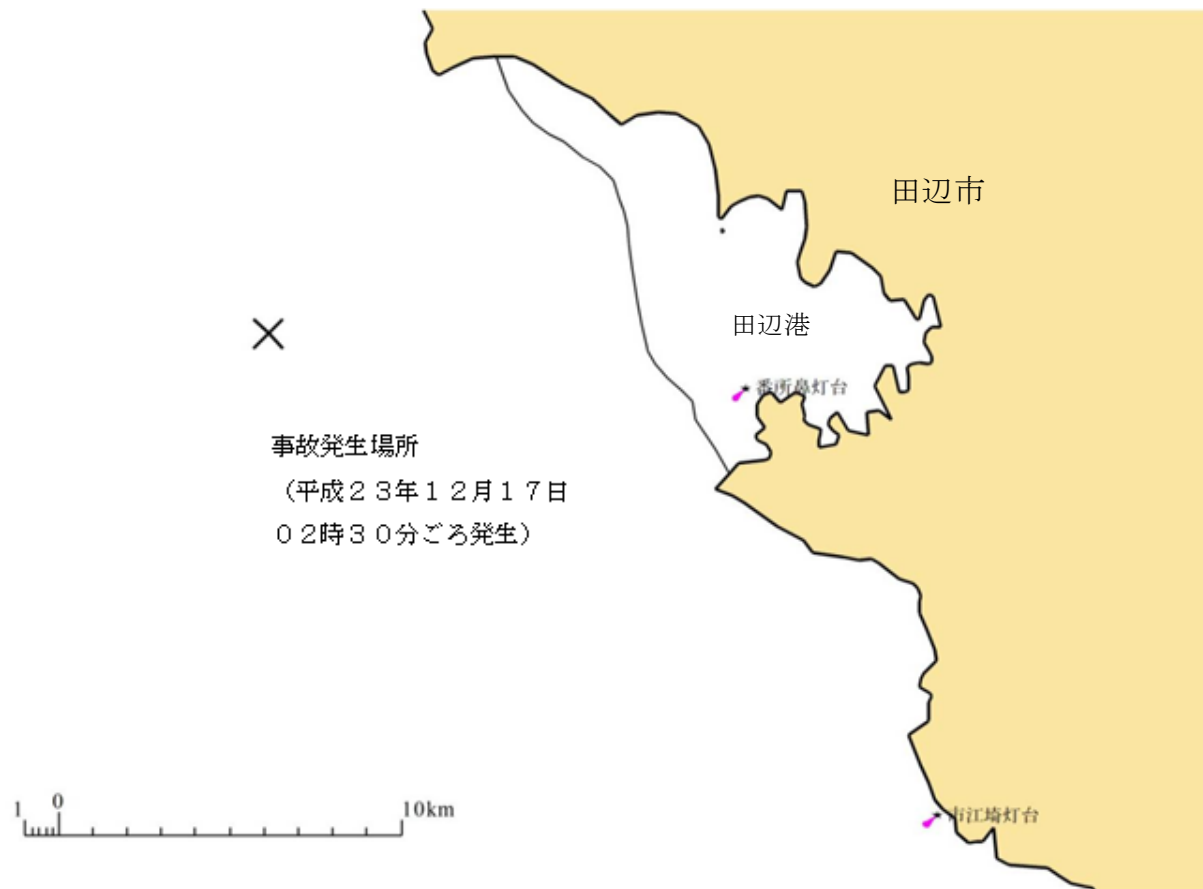 田辺市
田辺港
番所鼻灯台
事故発生場所
（平成２３年１２月１７日
０２時３０分ごろ発生）
1 0 10km
市江埼灯台